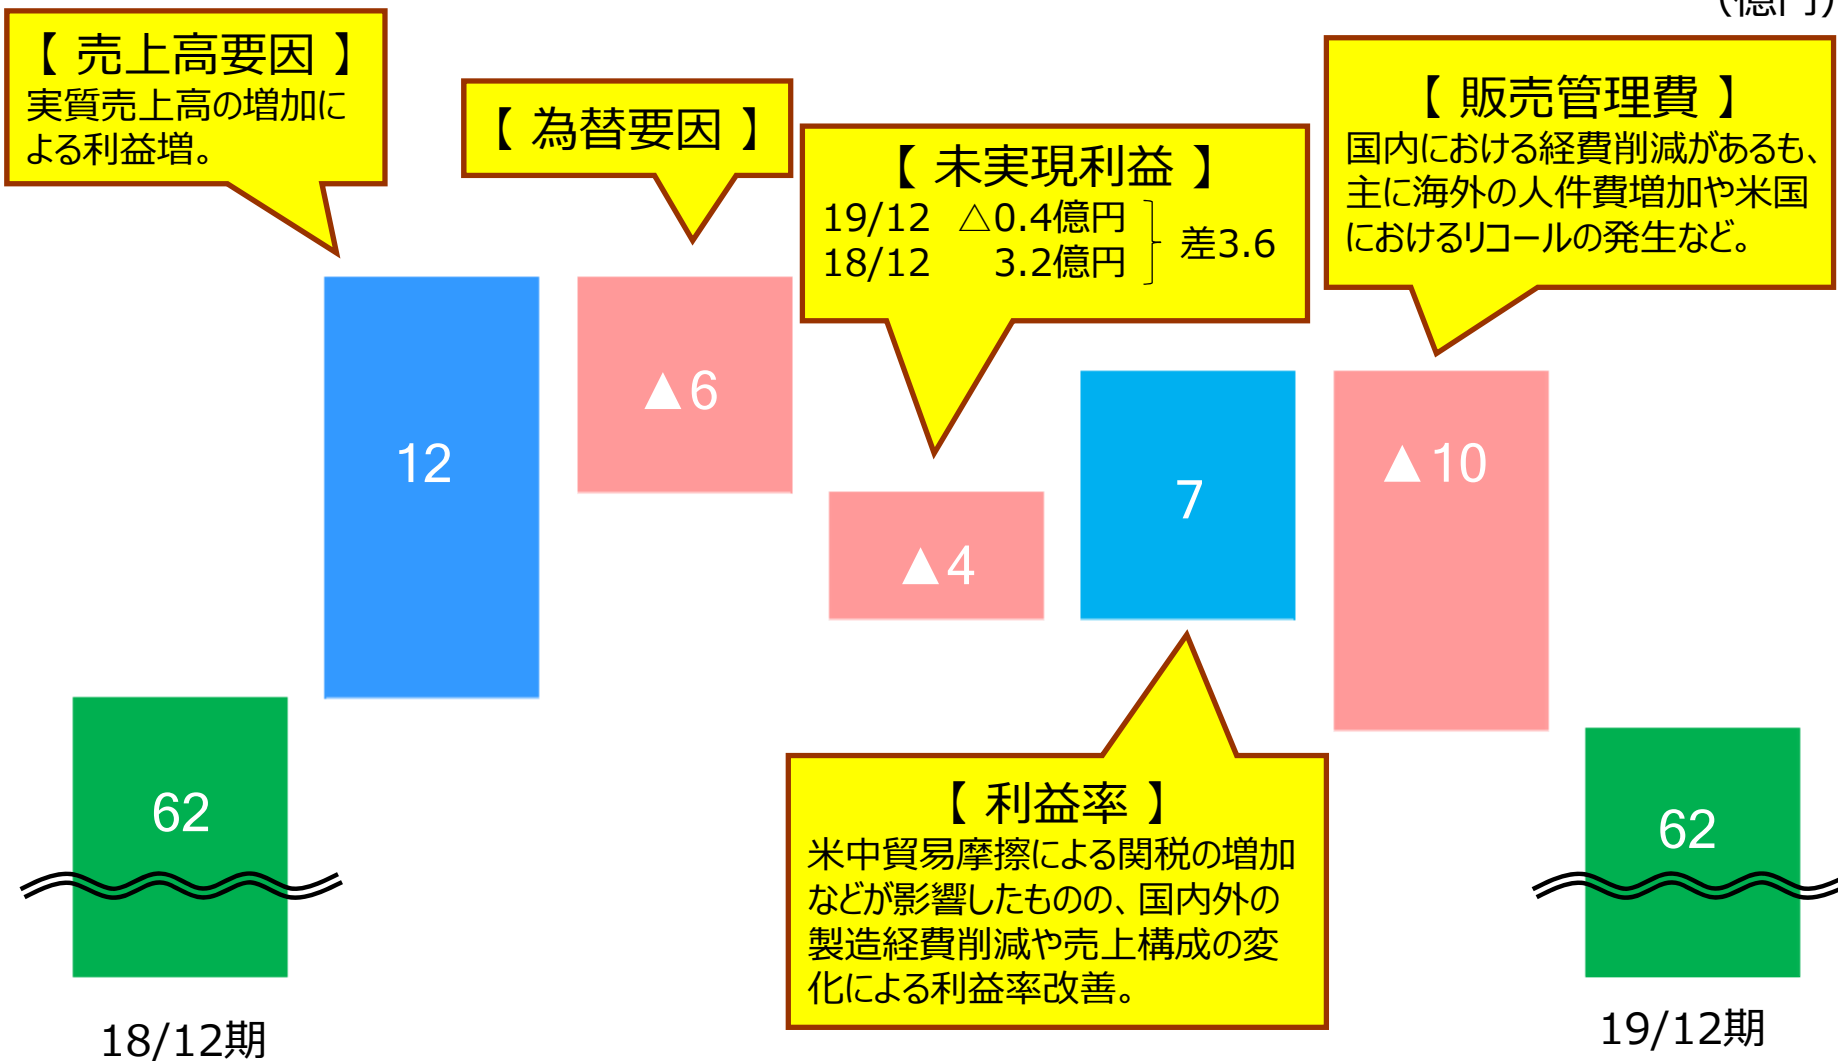 (億円)
【 売上高要因 】
実質売上高の増加に
よる利益増。
【 為替要因 】
【 未実現利益 】
19/12 △0.4億円
18/12 3.2億円
差3.6
【 販売管理費 】
国内における経費削減があるも、
主に海外の人件費増加や米国
におけるリコールの発生など。
62
12
▲6
▲4
7
▲10
62
【 利益率 】
米中貿易摩擦による関税の増加
などが影響したものの、国内外の
製造経費削減や売上構成の変
化による利益率改善。
18/12期
19/12期